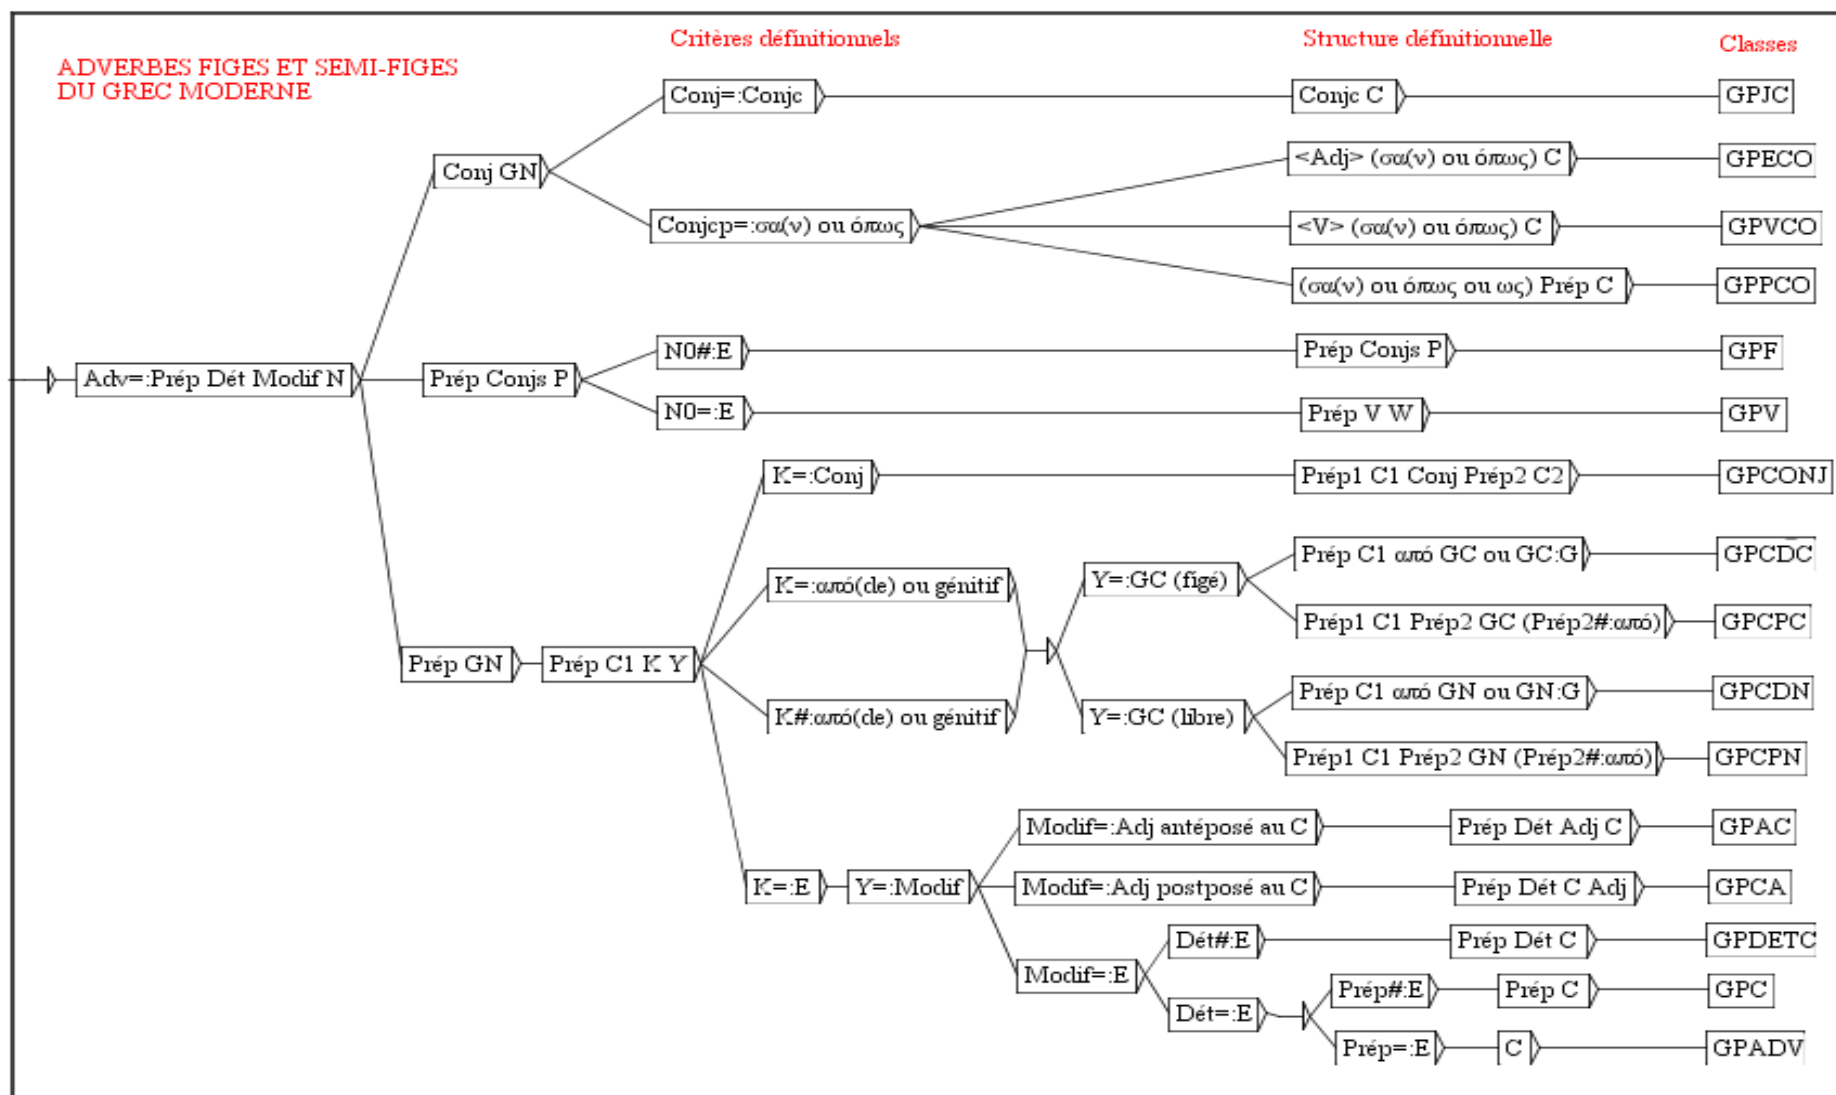 Critères définitionnels
Structure définitionnelle
Classes
ADVERBES FIGES ET SEMI-FIGES
DU GREC MODERNE
Conj=:Conjc
Conjc C
GPJC
Conj GN
<Adj> (σα(ν) ou όπως) C
GPECO
Conjcp=:σα(ν) ou όπως
<V> (σα(ν) ou όπως) C
GPVCO
(σα(ν) ou όπως ou ως) Prép C
GPPCO
Adv=:Prép Dét Modif N
Prép Conjs P
N0#:E
Prép Conjs P
GPF
N0=:E
Prép V W
GPV
K=:Conj
Prép1 C1 Conj Prép2 C2
GPCONJ
Prép C1 από GC ou GC:G
GPCDC
K=:από(de) ou génitif
Y=:GC (figé)
Prép1 C1 Prép2 GC (Prép2#:από)
GPCPC
Prép GN
Prép C1 K Y
Prép C1 από GN ou GN:G
GPCDN
K#:από(de) ou génitif
Y=:GC (libre)
Prép1 C1 Prép2 GN (Prép2#:από)
GPCPN
Modif=:Adj antéposé au C
Prép Dét Adj C
GPAC
K=:E
Y=:Modif
Modif=:Adj postposé au C
Prép Dét C Adj
GPCA
Dét#:E
Prép Dét C
GPDETC
Modif=:E
Prép#:E
Prép C
GPC
Dét=:E
Prép=:E
C
GPADV